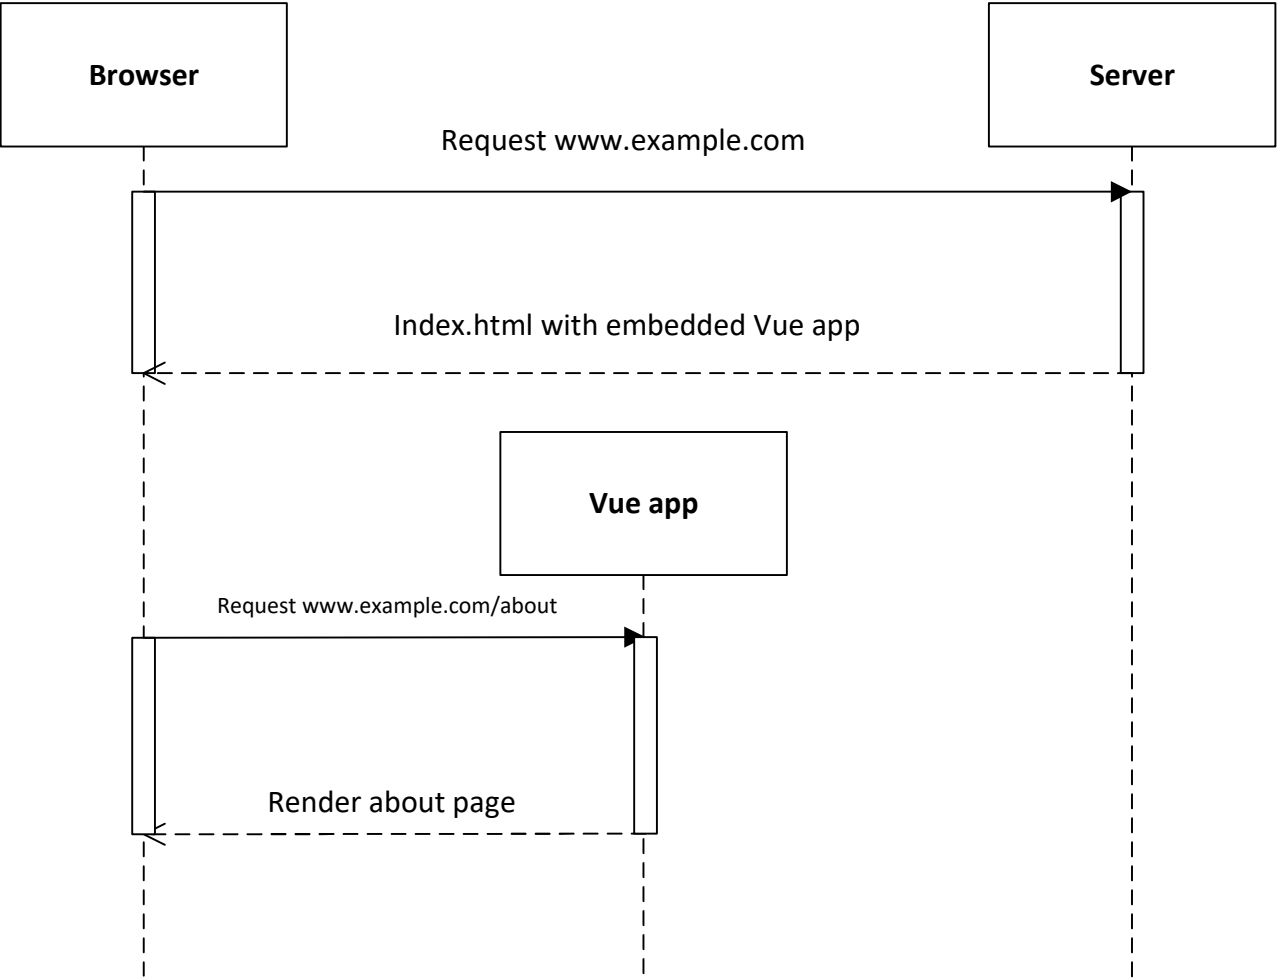 Browser
Server
Request www.example.com
Index.html with embedded Vue app
Vue app
Request www.example.com/about
Render about page